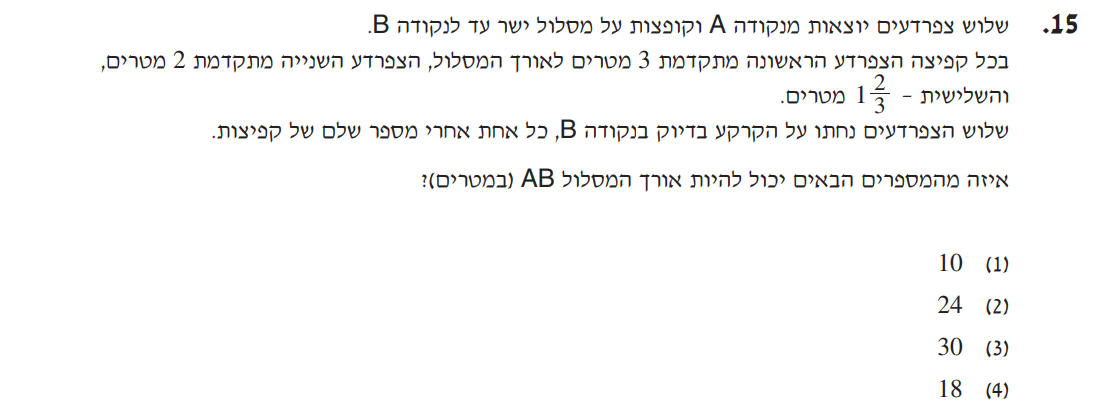 15. שלוש צפרדעים יוצאות מנקודה A וקופצות על מסלול ישר עד לנקודה B.
בכל קפיצה הצפרדע הראשונה מתקדמת 3 מטרים לאורך המסלול, הצפרדע השנייה מתקדמת 2 מטרים,
והשלישית - 1 2/3 מטרים.
שלוש הצפרדעים נחתו על הקרקע בדיוק בנקודה B, כל אחת אחרי מספר שלם של קפיצות.
איזה מהמספרים הבאים יכול להיות אורך המסלול AB (במטרים)?
(1) 10
(2) 24
(3) 30
(4) 18